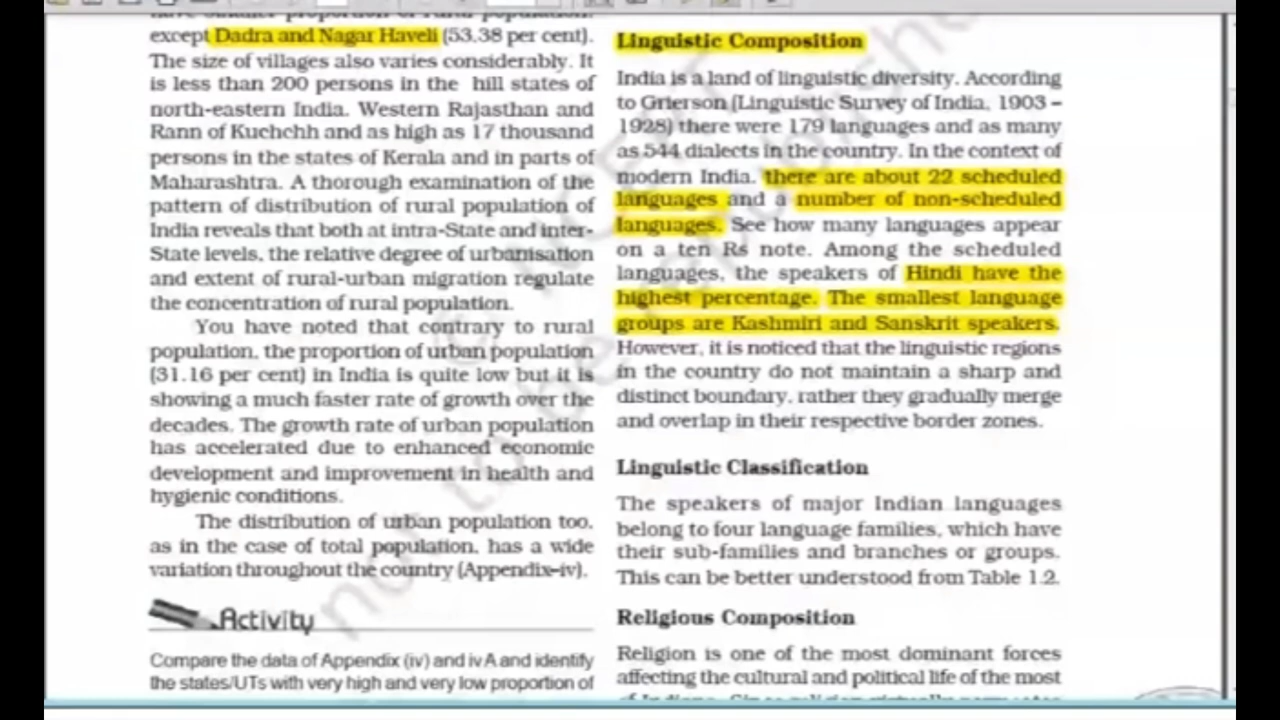 have smaller proportion of rural population,
except Dadra and Nagar Haveli (53.38 per cent).
The size of villages also varies considerably. It
is less than 200 persons in the hill states of
north-eastern India, Western Rajasthan and
Rann of Kuchchh and as high as 17 thousand
persons in the states of Kerala and in parts of
Maharashtra. A thorough examination of the
pattern of distribution of rural population of
India reveals that both at intra-State and inter-
State levels, the relative degree of urbanisation
and extent of rural-urban migration regulate
the concentration of rural population.
You have noted that contrary to rural
population, the proportion of urban population
(31.16 per cent) in India is quite low but it is
showing a much faster rate of growth over the
decades. The growth rate of urban population
has accelerated due to enhanced economic
development and improvement in health and
hygienic conditions.
The distribution of urban population too,
as in the case of total population, has a wide
variation throughout the country (Appendix-iv).
Activity
Compare the data of Appendix (iv) and iv A and identify
the states/UTs with very high and very low proportion of
Linguistic Composition
India is a land of linguistic diversity. According
to Grierson (Linguistic Survey of India, 1903 –
1928) there were 179 languages and as many
as 544 dialects in the country. In the context of
modern India, there are about 22 scheduled
languages and a number of non-scheduled
languages. See how many languages appear
on a ten Rs note. Among the scheduled
languages, the speakers of Hindi have the
highest percentage. The smallest language
groups are Kashmiri and Sanskrit speakers.
However, it is noticed that the linguistic regions
in the country do not maintain a sharp and
distinct boundary, rather they gradually merge
and overlap in their respective border zones.
Linguistic Classification
The speakers of major Indian languages
belong to four language families, which have
their sub-families and branches or groups.
This can be better understood from Table 1.2.
Religious Composition
Religion is one of the most dominant forces
affecting the cultural and political life of the most